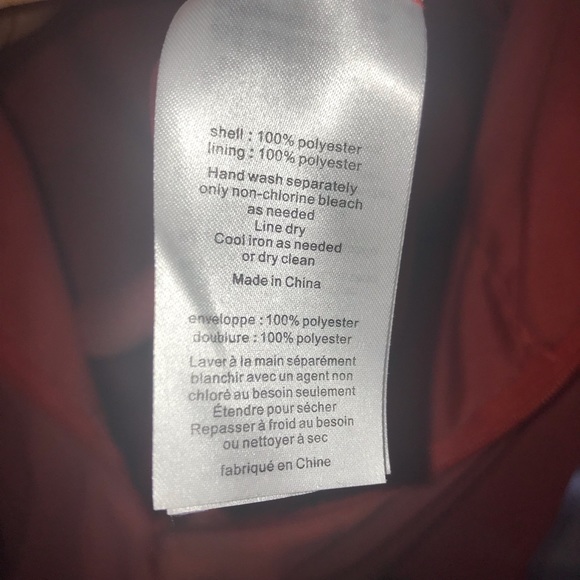 shell : 100% polyester
lining : 100% polyester
Hand wash separately
only non-chlorine bleach
as needed
Line dry
Cool iron as needed
or dry clean
Made in China
enveloppe : 100% polyester
doublure : 100% polyester
Laver à la main séparément
blanchir avec un agent non
chloré au besoin seulement
Étendre pour sécher
Repasser à froid au besoin
ou nettoyer à sec
fabriqué en Chine